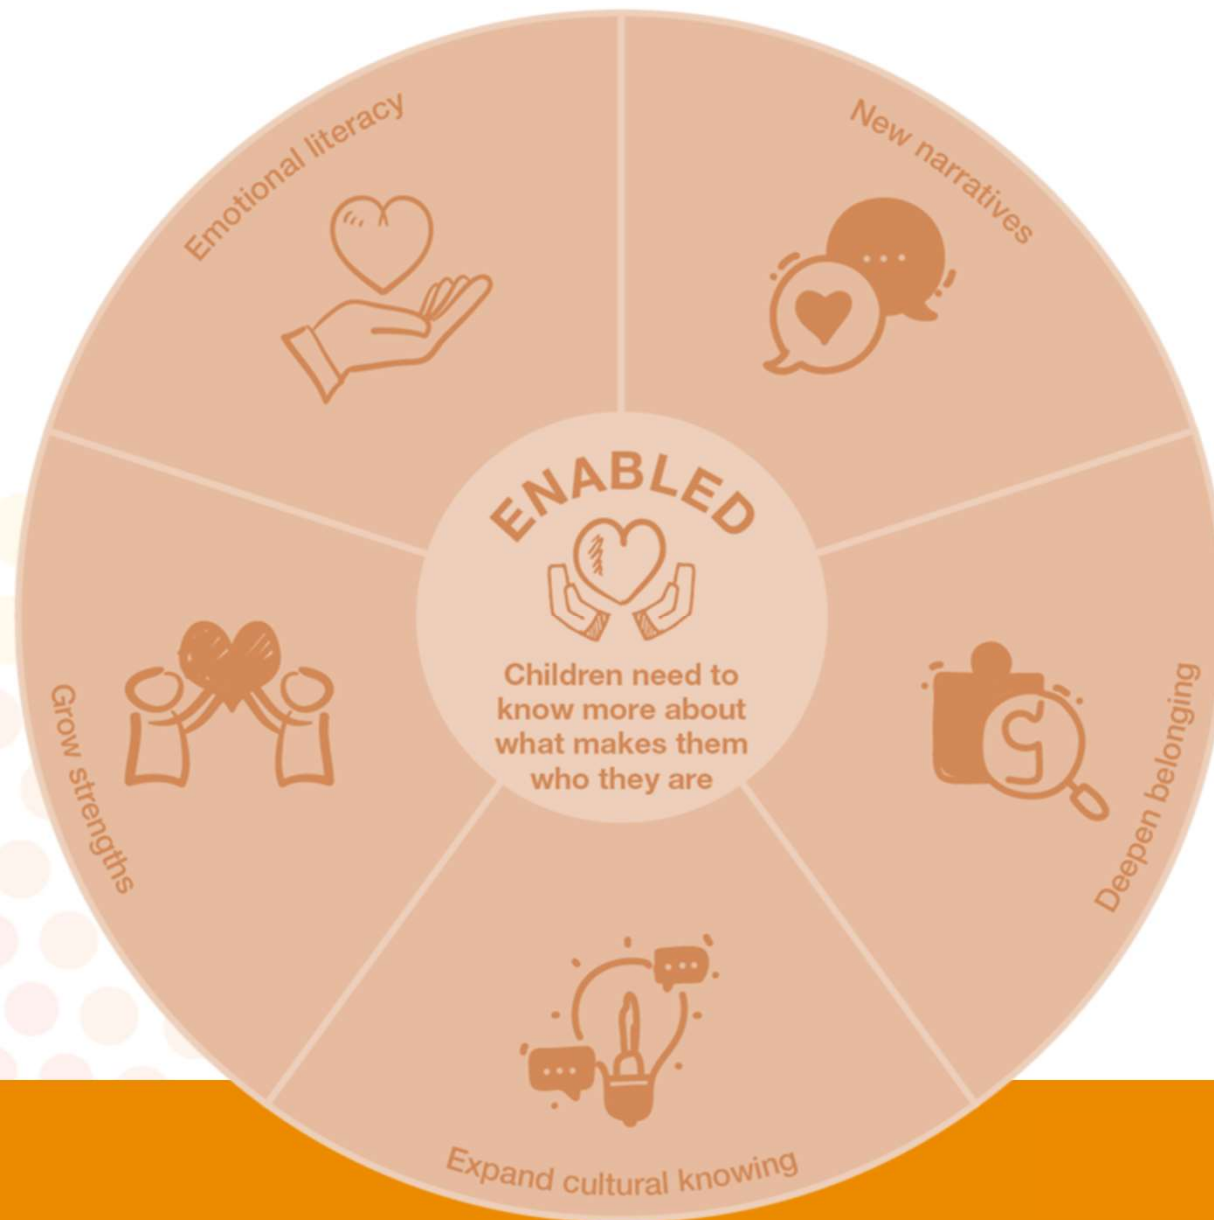 Emotional literacy
New narratives
ENABLED
Children need to
know more about
what makes them
who they are
Grow strengths
Deepen belonging
Expand cultural knowing